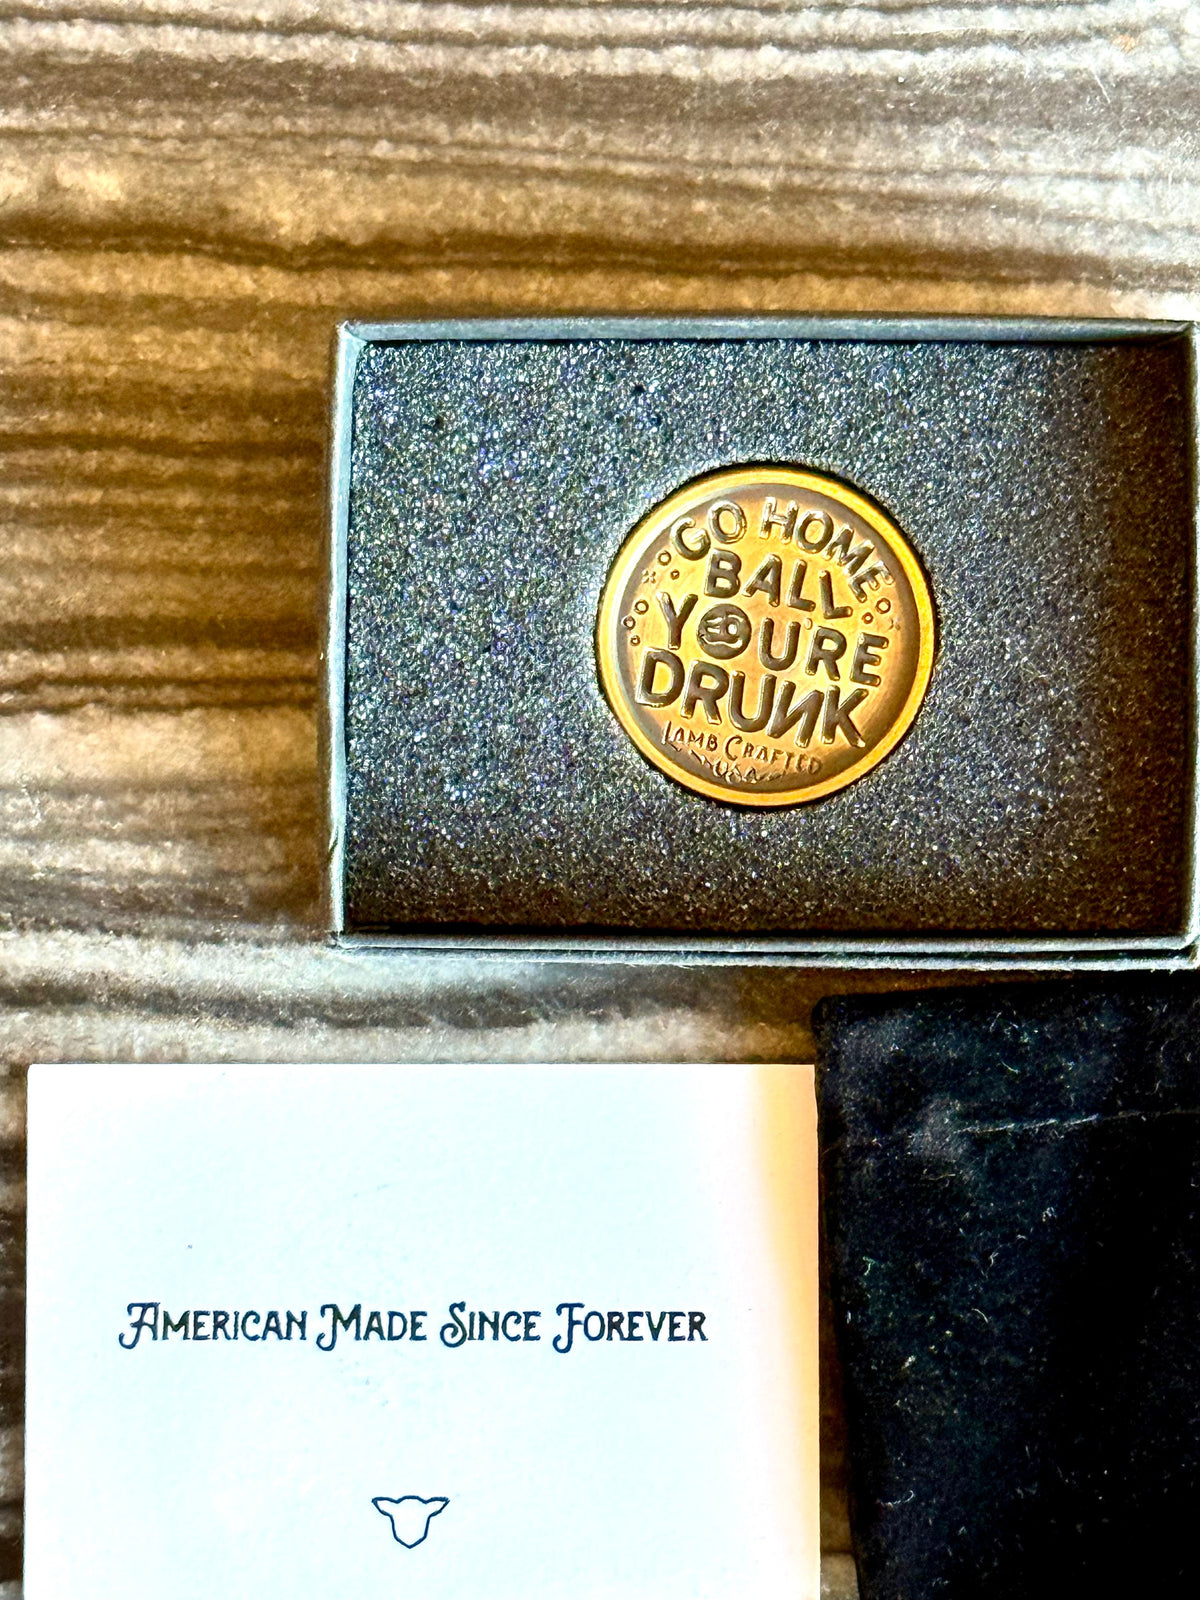 GO HOME
BALL
YOU'RE
DRUNK
LAMB CRAFTED
USA
AMERICAN MADE SINCE FOREVER